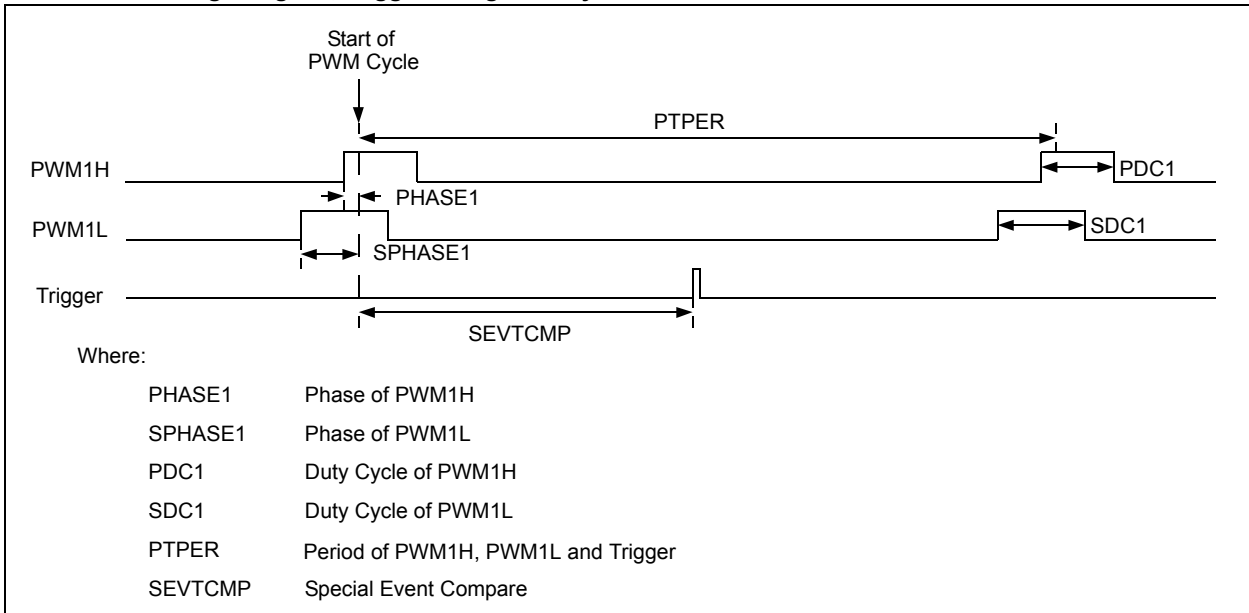 Start of
PWM Cycle
PTPER
PWM1H
PDC1
PHASE1
PWM1L
SDC1
SPHASE1
Trigger
SEVTCMP
Where:
PHASE1 Phase of PWM1H
SPHASE1 Phase of PWM1L
PDC1 Duty Cycle of PWM1H
SDC1 Duty Cycle of PWM1L
PTPER Period of PWM1H, PWM1L and Trigger
SEVTCMP Special Event Compare